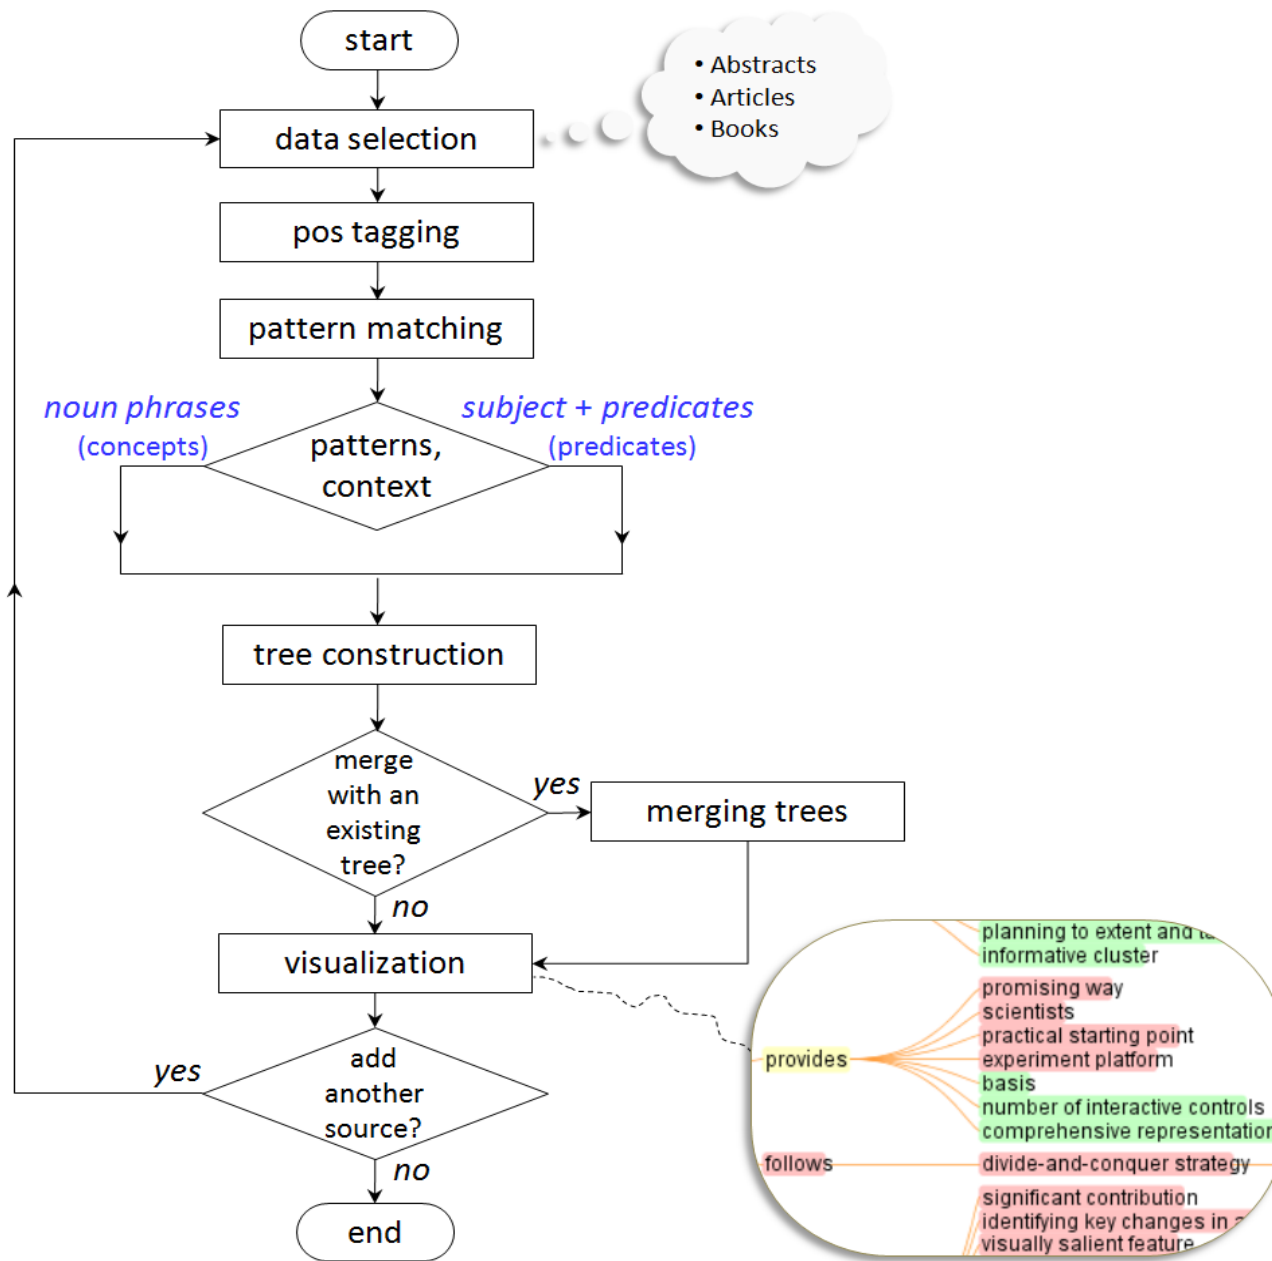 start
• Abstracts
• Articles
• Books
data selection
pos tagging
pattern matching
noun phrases
(concepts)
subject + predicates
(predicates)
patterns,
context
tree construction
merge
with an
existing
tree?
yes
merging trees
no
visualization
add
another
source?
yes
no
end
planning to extent and
informative cluster
promising way
scientists
practical starting point
provides
experiment platform
basis
number of interactive controls
comprehensive representation
follows
divide-and-conquer strategy
significant contribution
identifying key changes in
visually salient feature